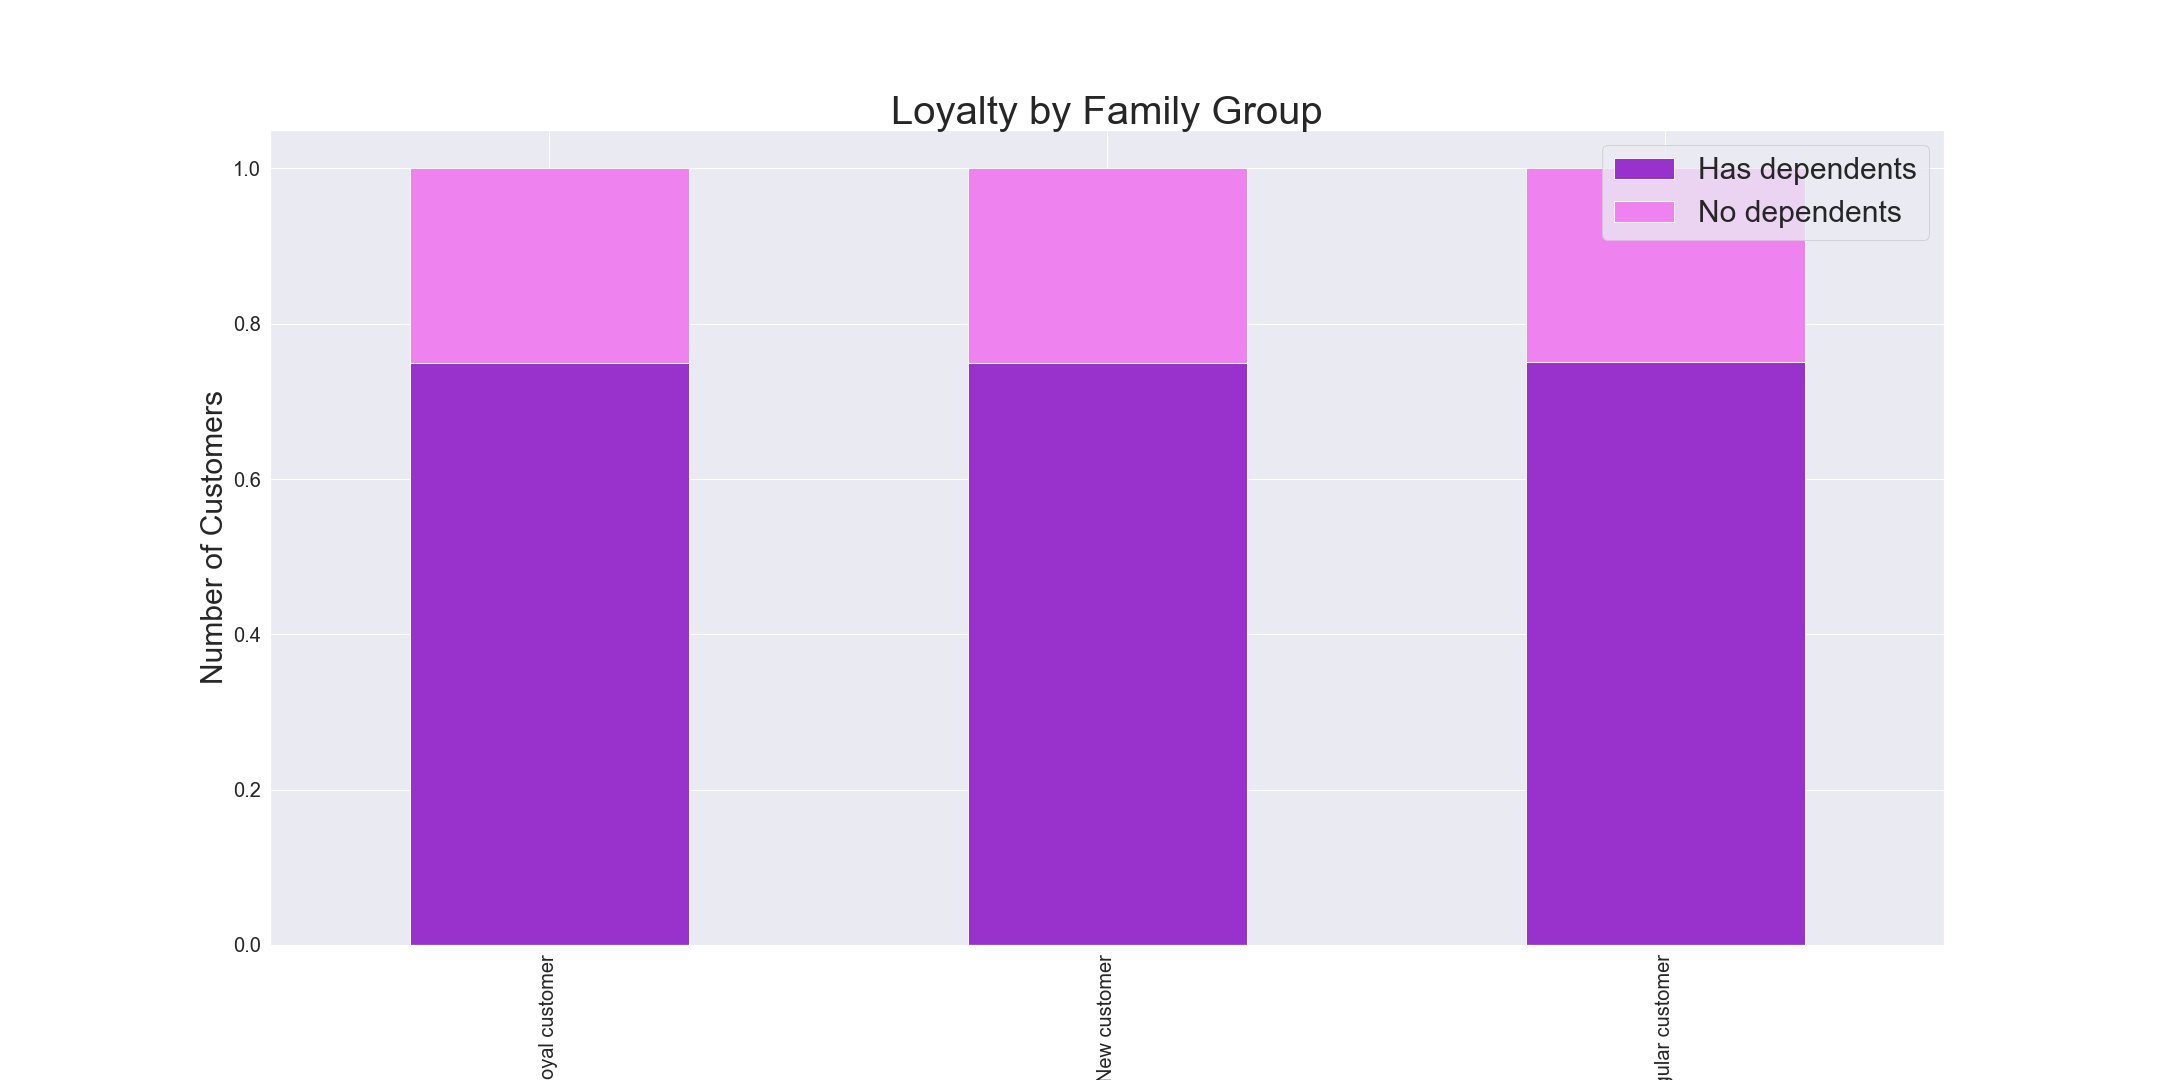 Loyalty by Family Group
Has dependents
No dependents
1.0
0.8
0.6
0.4
0.2
0.0
Number of Customers
oyal customer
New customer
gular customer